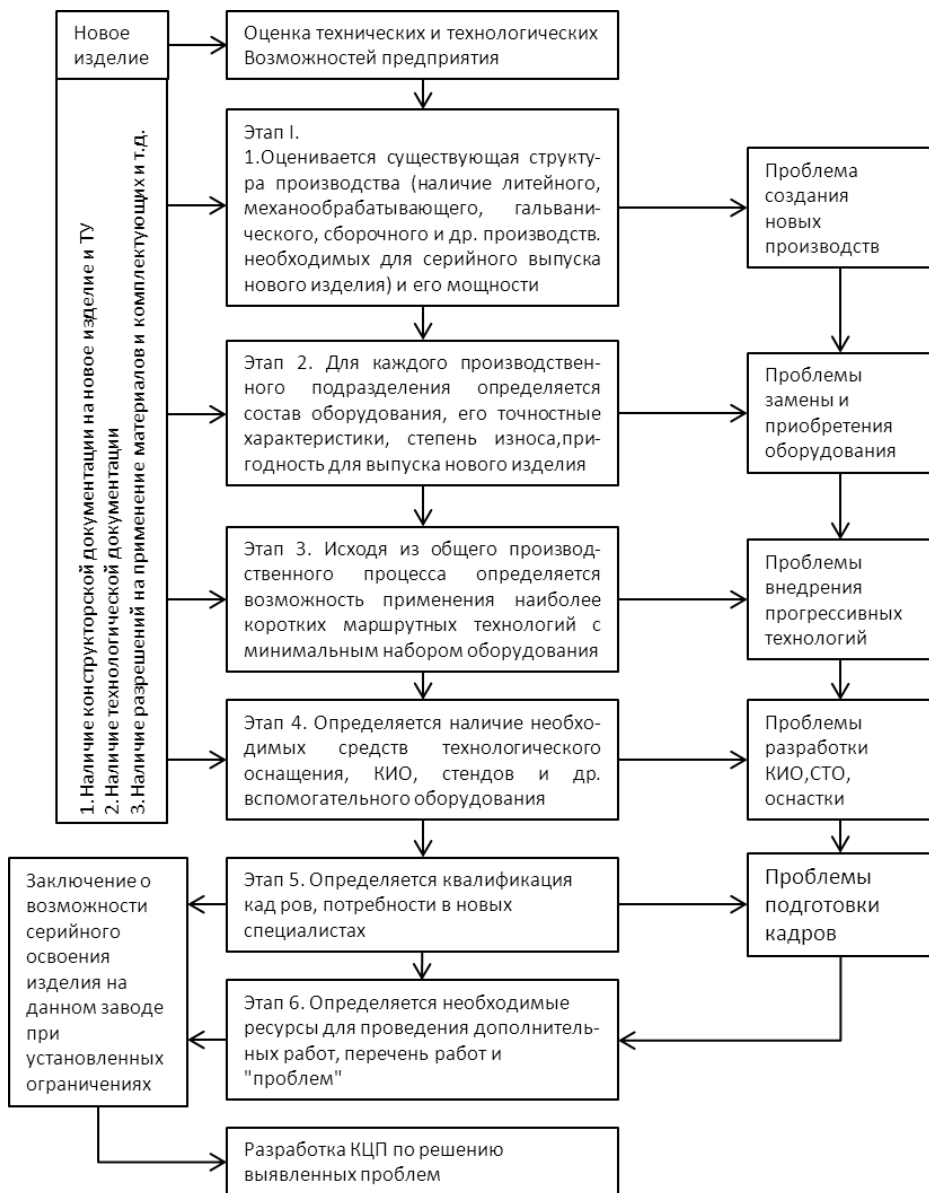 Новое
изделие
Оценка технических и технологических
Возможностей предприятия
1.Наличие конструкторской документации на новое изделие и ТУ
2.Наличие технологической документации
3.Наличие разрешений на применение материалов и комплектующих и т.д.
Этап I.
1.Оценивается существующая структу-
ра производства (наличие литейного,
механообрабатывающего, гальвани-
ческого, сборочного и др. производств.
необходимых для серийного выпуска
нового изделия) и его мощности
Проблема
создания
новых
производств
Этап 2. Для каждого производствен-
ного подразделения определяется
состав оборудования, его точностные
характеристики, степень износа,при-
годность для выпуска нового изделия
Проблемы
замены и
приобретения
оборудования
Этап 3. Исходя из общего производ-
ственного процесса определяется
возможность применения наиболее
коротких маршрутных технологий с
минимальным набором оборудования
Проблемы
внедрения
прогрессивных
технологий
Этап 4. Определяется наличие необхо-
димых средств технологического
оснащения, КИО, стендов и др.
вспомогательного оборудования
Проблемы
разработки
КИО,СТО,
оснастки
Этап 5. Определяется квалификация
кад ров, потребности в новых
специалистах
Проблемы
подготовки
кадров
Заключение о
возможности
серийного
освоения
изделия на
данном заводе
при
установленных
ограничениях
Этап 6. Определяется необходимые
ресурсы для проведения дополнитель-
ных работ, перечень работ и
"проблем"
Разработка КЦП по решению
выявленных проблем